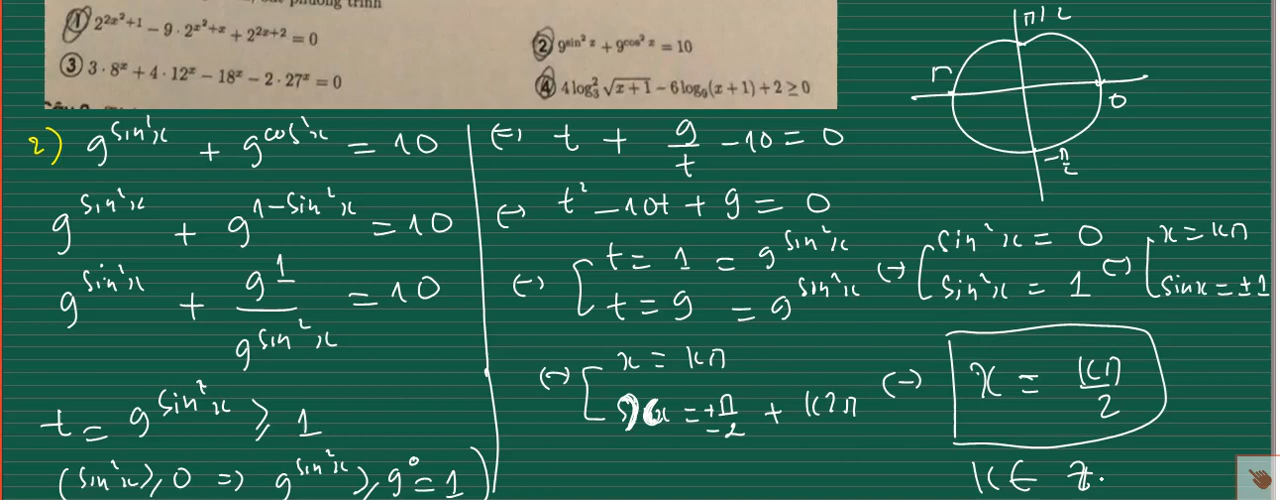 phương trình
① 2^{2x²+1} − 9 · 2^{x²+x} + 2^{2x+2} = 0
② 9^{sin² x} + 9^{cos² x} = 10
③ 3 · 8^x + 4 · 12^x − 18^x − 2 · 27^x = 0
④ 4 log₃² √(x+1) − 6 log₉(x + 1) + 2 ≥ 0
π/2
π
0
−π/2
2) 9^{sin²x} + 9^{cos²x} = 10
9^{sin²x} + 9^{1−sin²x} = 10
9^{sin²x} + 9^1/9^{sin²x} = 10
t = 9^{sin²x} ≥ 1
(sin²x ≥ 0 => 9^{sin²x} ≥ 9^0 = 1)
⇔ t + 9/t − 10 = 0
⇔ t² − 10t + 9 = 0
⇔ [ t = 1 = 9^{sin²x} ⇔ [ sin²x = 0 ⇔ [ x = kπ
t = 9 = 9^{sin²x} sin²x = 1 sinx = ±1
⇔ [ x = kπ
x = ±π/2 + k2π
⇔ x = kπ/2
k ∈ Z.